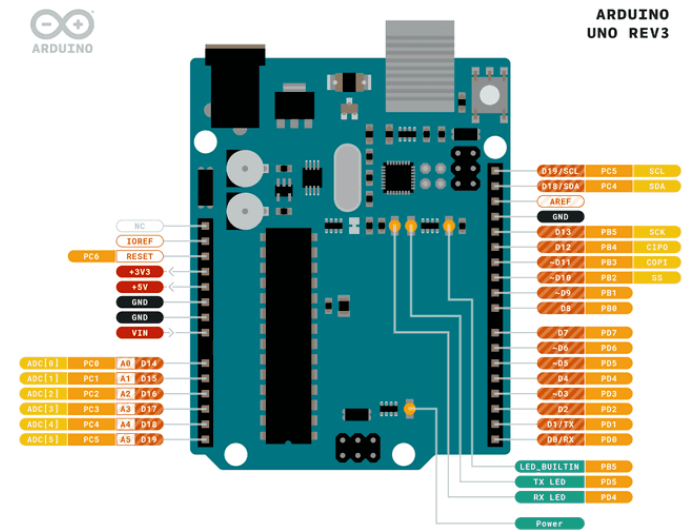 ARDUINO
ARDUINO
UNO REV3
D19/SCL PC5 SCL
D18/SDA PC4 SDA
AREF
GND
D13 PB5 SCK
D12 PB4 CIPO
~D11 PB3 COPI
~D10 PB2 SS
~D9 PB1
D8 PB0
D7 PD7
~D6 PD6
~D5 PD5
D4 PD4
~D3 PD3
D2 PD2
D1/TX PD1
D0/RX PD0
NC
IOREF
PC6 RESET
+3V3
+5V
GND
GND
VIN
ADC[0] PC0 A0 D14
ADC[1] PC1 A1 D15
ADC[2] PC2 A2 D16
ADC[3] PC3 A3 D17
ADC[4] PC4 A4 D18
ADC[5] PC5 A5 D19
LED_BUILTIN PB5
TX LED PD5
RX LED PD4
Power